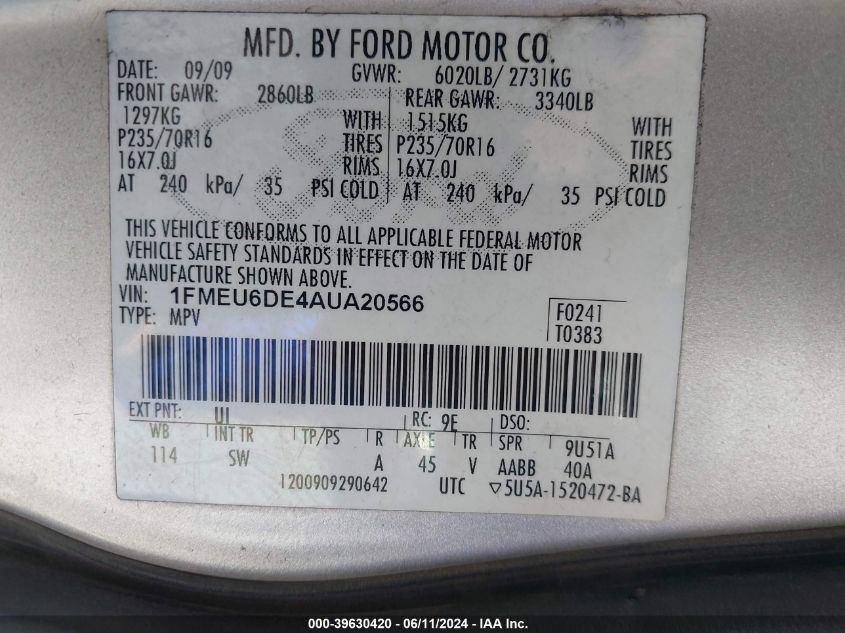 MFD. BY FORD MOTOR CO.
DATE: 09/09 GVWR: 6020LB/ 2731KG
FRONT GAWR: 2860LB REAR GAWR: 3340LB
1297KG WITH 1515KG WITH
P235/70R16 TIRES P235/70R16 TIRES
16X7.0J RIMS 16X7.0J RIMS
AT 240 kPa/ 35 PSI COLD AT 240 kPa/ 35 PSI COLD
THIS VEHICLE CONFORMS TO ALL APPLICABLE FEDERAL MOTOR
VEHICLE SAFETY STANDARDS IN EFFECT ON THE DATE OF
MANUFACTURE SHOWN ABOVE.
VIN: 1FMEU6DE4AUA20566
TYPE: MPV
F0241
T0383
EXT PNT: UI RC: 9E DSO:
WB INT TR TP/PS R AXLE TR SPR 9U51A
114 SW A 45 V AABB 40A
1200909290642 UTC ▽5U5A-1520472-BA
000-39630420 - 06/11/2024 - IAA Inc.